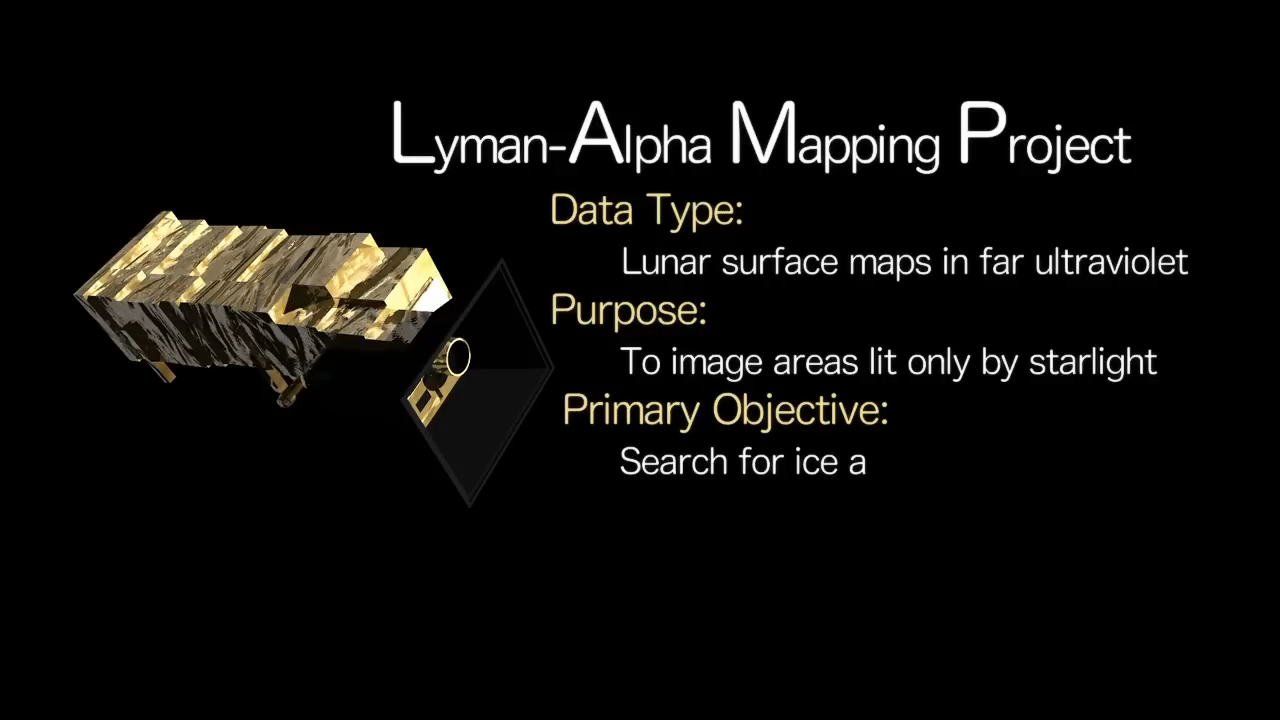 Lyman-Alpha Mapping Project
Data Type:
Lunar surface maps in far ultraviolet
Purpose:
To image areas lit only by starlight
Primary Objective:
Search for ice a